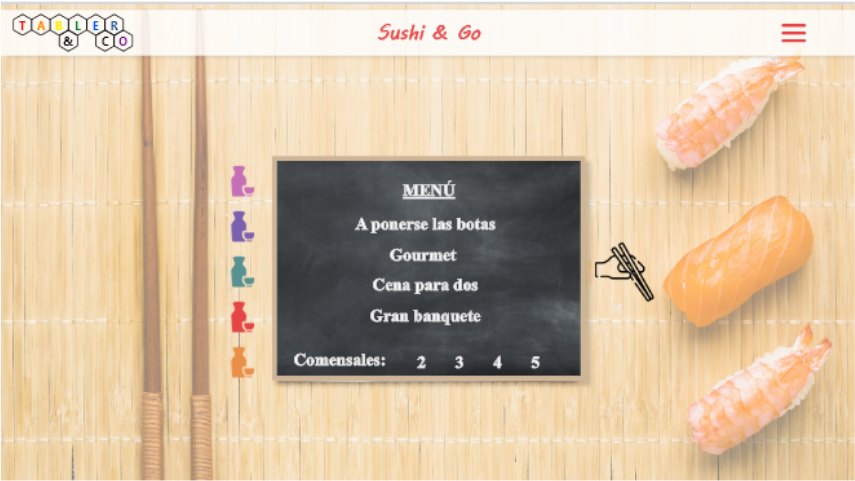 TABLER
& CO
Sushi & Go
MENÚ
A ponerse las botas
Gourmet
Cena para dos
Gran banquete
Comensales: 2 3 4 5